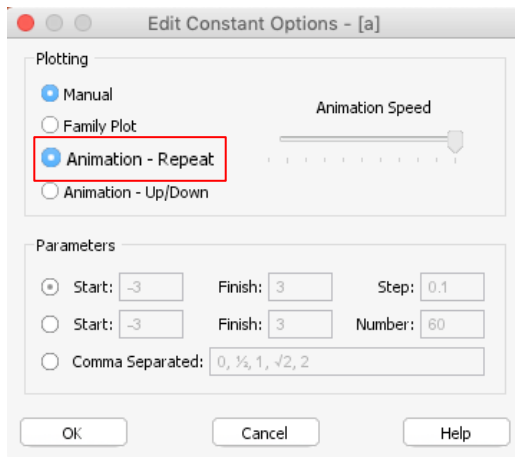 Edit Constant Options - [a]
Plotting
Manual
Family Plot
Animation - Repeat
Animation - Up/Down
Animation Speed
Parameters
Start: -3 Finish: 3 Step: 0.1
Start: -3 Finish: 3 Number: 60
Comma Separated: 0, ½, 1, √2, 2
OK Cancel Help